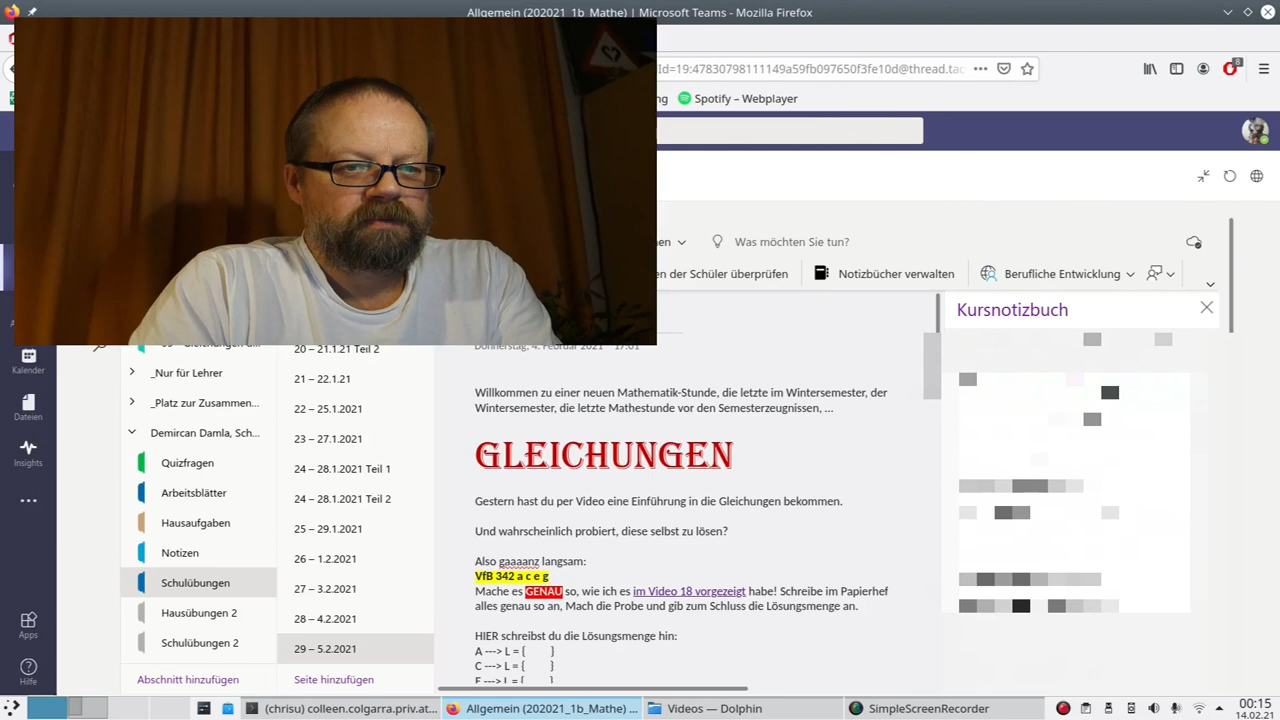 Allgemein (202021_1b_Mathe) | Microsoft Teams - Mozilla Firefox
Id=19:47830798111149a59fb097650f3fe10d@thread.tac
8
ng
Spotify – Webplayer
en
Was möchten Sie tun?
en der Schüler überprüfen
Notizbücher verwalten
Berufliche Entwicklung
Kursnotizbuch
Kalender
Dateien
Insights
Apps
Hilfe
_Nur für Lehrer
_Platz zur Zusammen...
Demircan Damla, Sch...
Quizfragen
Arbeitsblätter
Hausaufgaben
Notizen
Schulübungen
Hausübungen 2
Schulübungen 2
Abschnitt hinzufügen
20 – 21.1.21 Teil 2
21 – 22.1.21
22 – 25.1.2021
23 – 27.1.2021
24 – 28.1.2021 Teil 1
24 – 28.1.2021 Teil 2
25 – 29.1.2021
26 – 1.2.2021
27 – 3.2.2021
28 – 4.2.2021
29 – 5.2.2021
Seite hinzufügen
Donnerstag, 4. Februar 2021 17:01
Willkommen zu einer neuen Mathematik-Stunde, die letzte im Wintersemester, der
Wintersemester, die letzte Mathestunde vor den Semesterzeugnissen, ...
GLEICHUNGEN
Gestern hast du per Video eine Einführung in die Gleichungen bekommen.
Und wahrscheinlich probiert, diese selbst zu lösen?
Also gaaaanz langsam:
VfB 342 a c e g
Mache es GENAU so, wie ich es im Video 18 vorgezeigt habe! Schreibe im Papierhef
alles genau so an, Mach die Probe und gib zum Schluss die Lösungsmenge an.
HIER schreibst du die Lösungsmenge hin:
A ---> L = { }
C ---> L = { }
(chrisu) colleen.colgarra.priv.at...
Allgemein (202021_1b_Mathe) ...
Videos — Dolphin
SimpleScreenRecorder
00:15
14.02.21